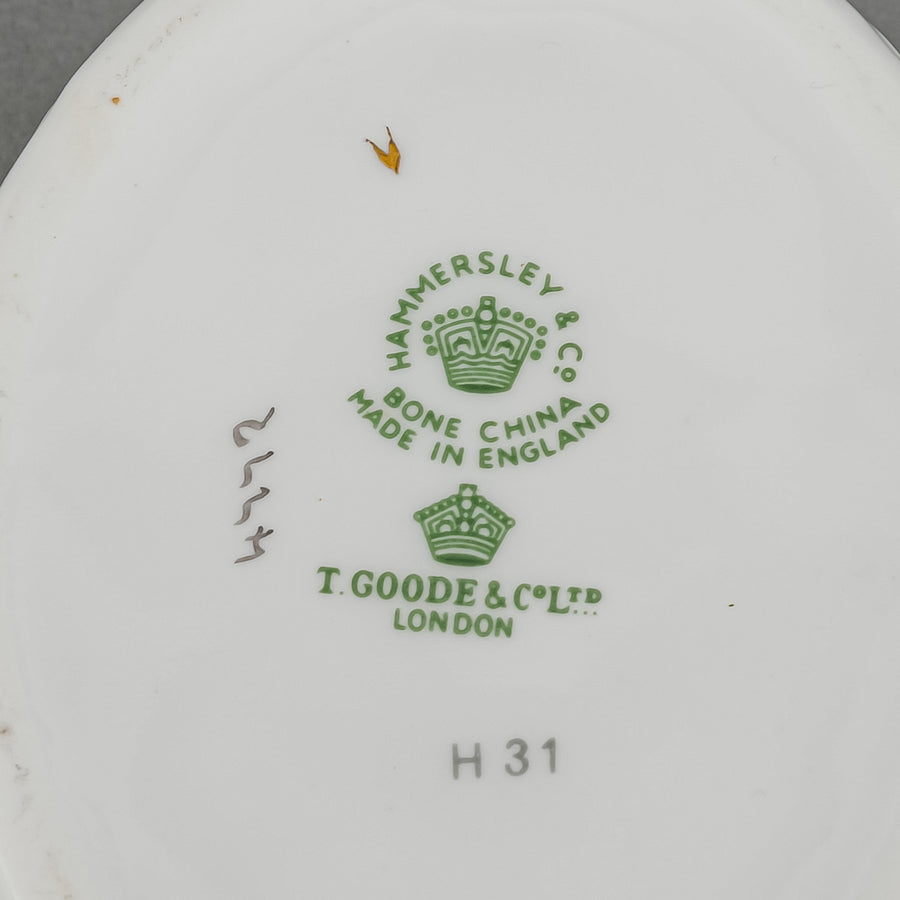 HAMMERSLEY & Cº
BONE CHINA
MADE IN ENGLAND
T. GOODE & Cº LTD
LONDON
H 31